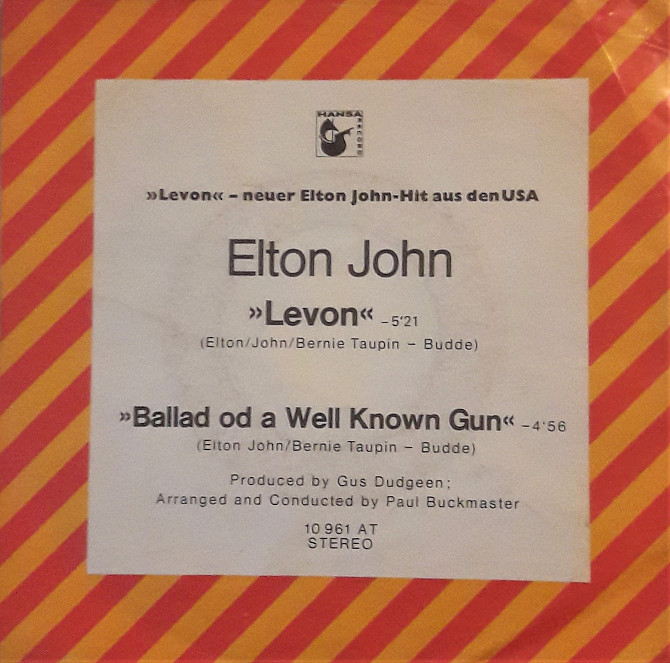 HANSA
RECORD
»Levon« – neuer Elton John-Hit aus den USA
Elton John
»Levon« – 5'21
(Elton/John/Bernie Taupin – Budde)
»Ballad od a Well Known Gun« – 4'56
(Elton John/Bernie Taupin – Budde)
Produced by Gus Dudgeen;
Arranged and Conducted by Paul Buckmaster
10 961 AT
STEREO